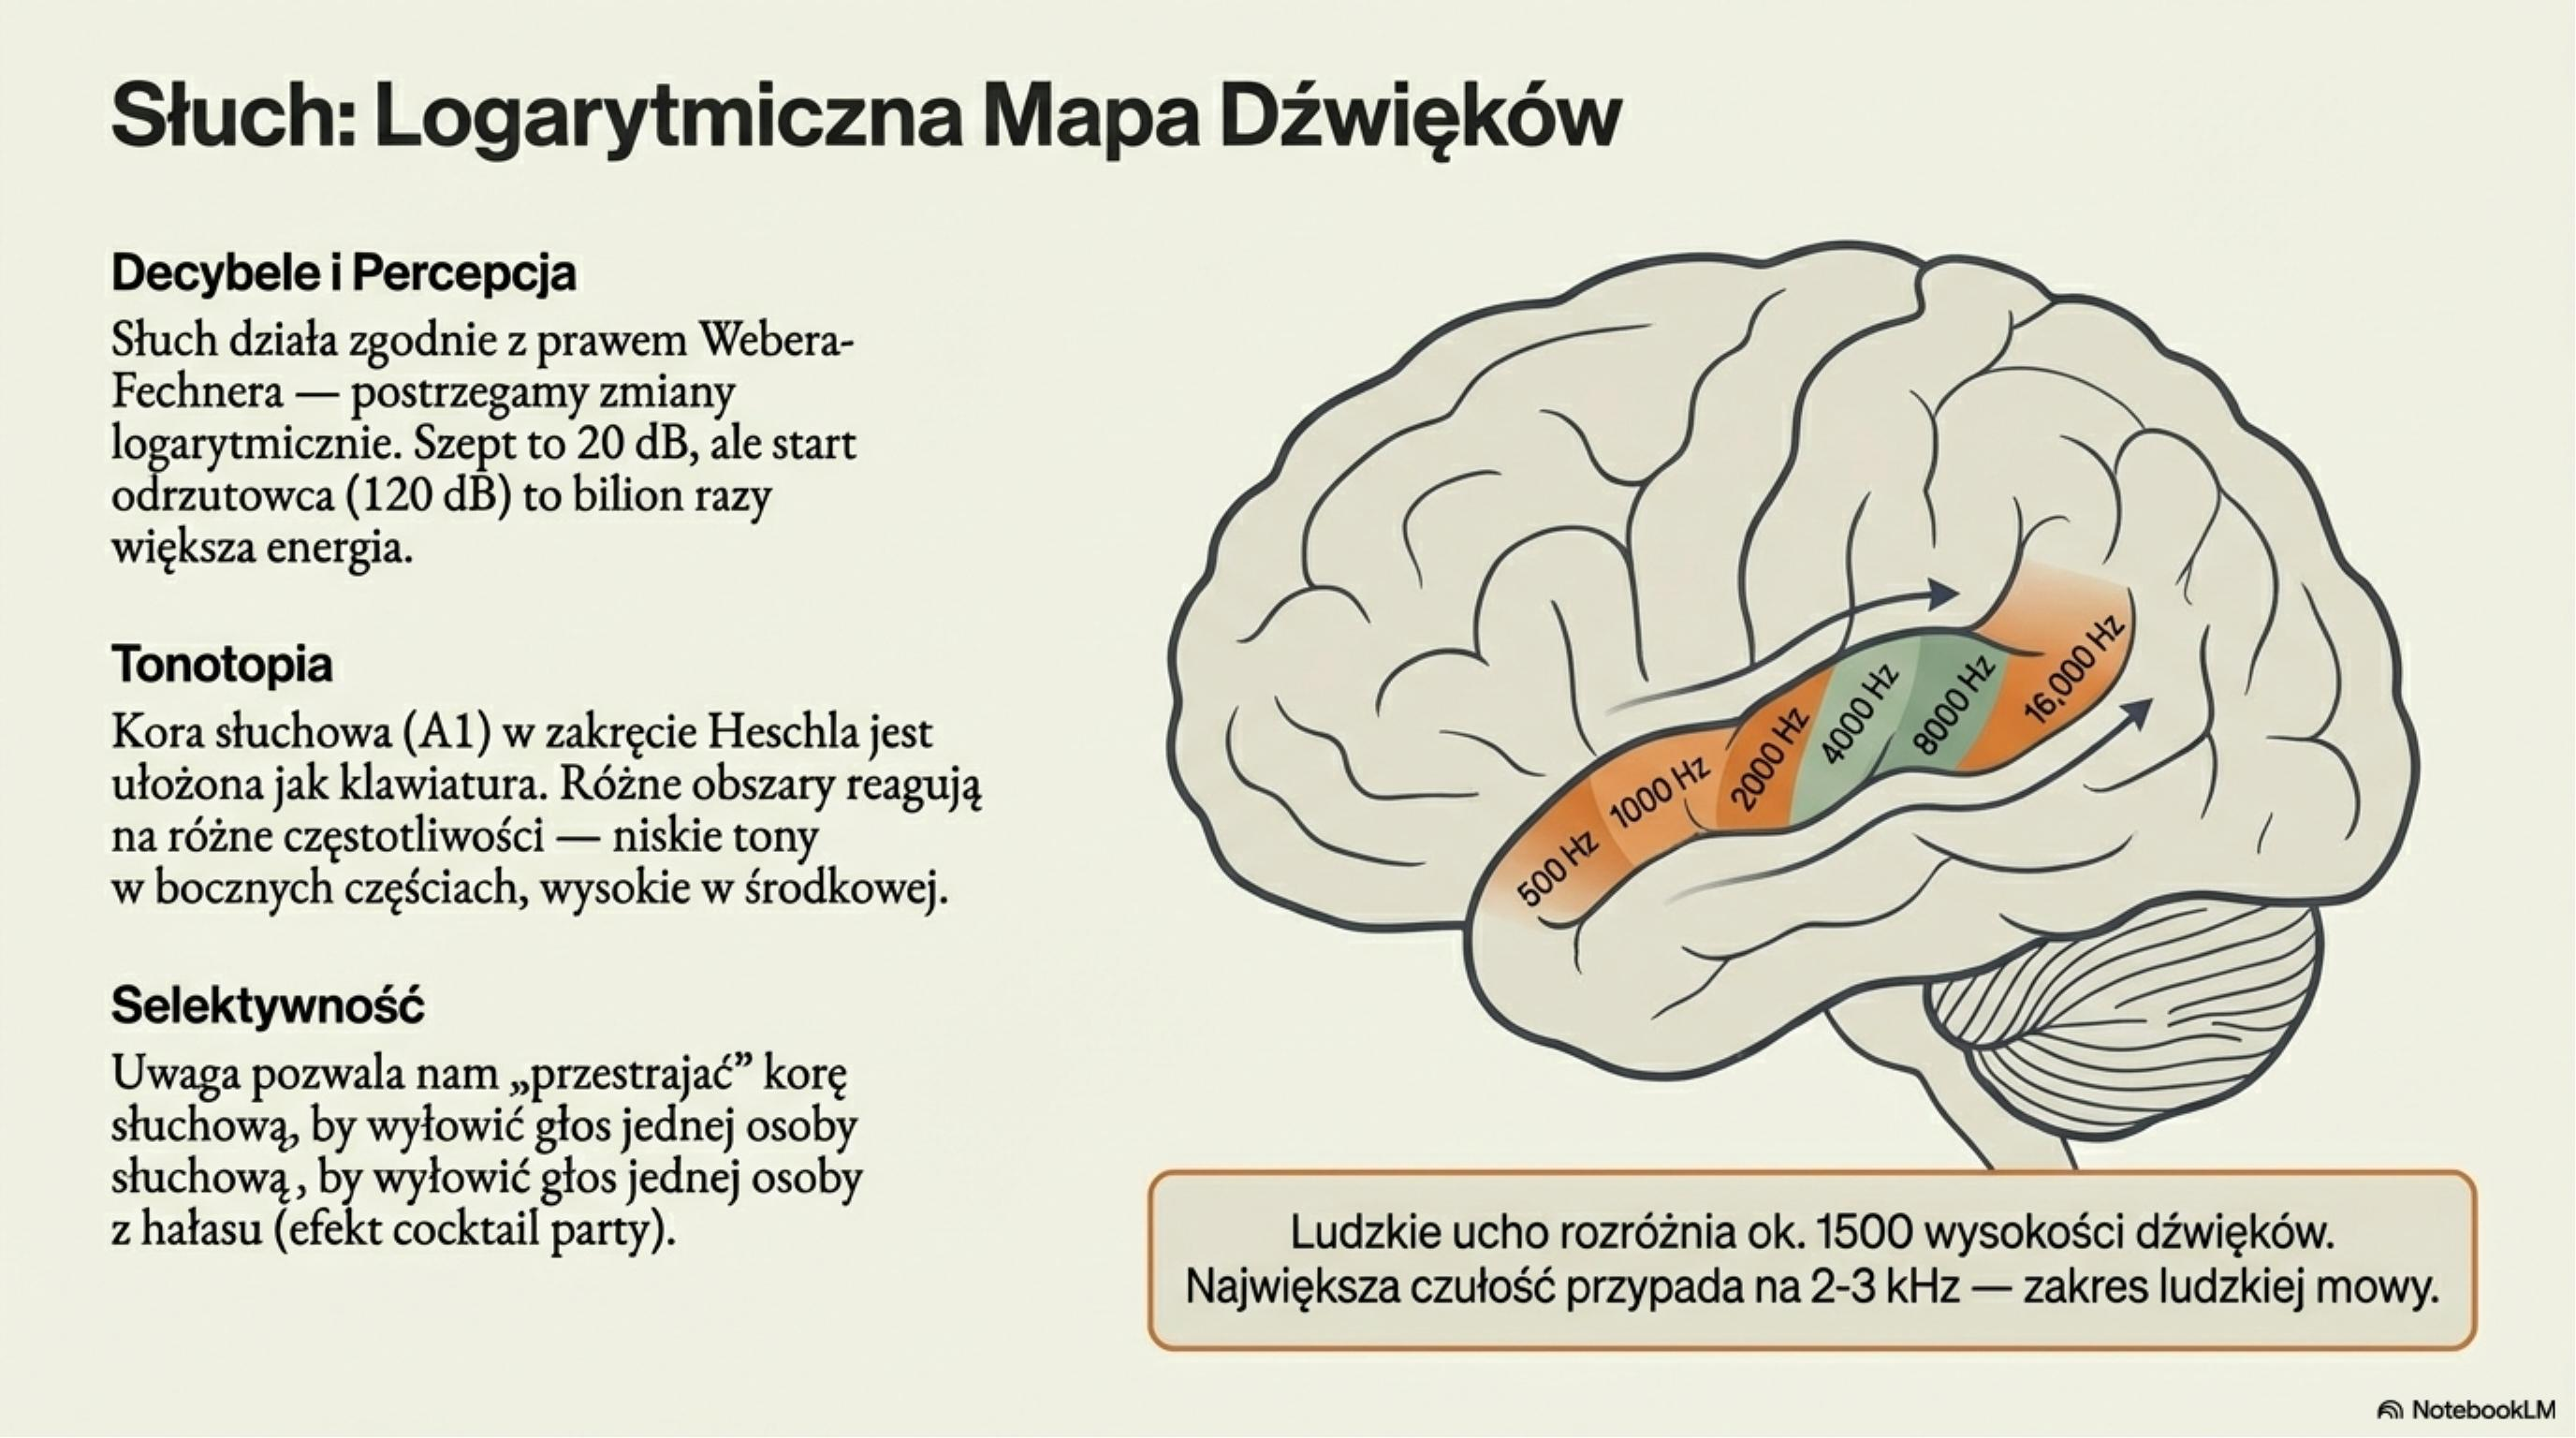 Słuch: Logarytmiczna Mapa Dźwięków
Decybele i Percepcja
Słuch działa zgodnie z prawem Webera-
Fechnera — postrzegamy zmiany
logarytmicznie. Szept to 20 dB, ale start
odrzutowca (120 dB) to bilion razy
większa energia.
Tonotopia
Kora słuchowa (A1) w zakręcie Heschla jest
ułożona jak klawiatura. Różne obszary reagują
na różne częstotliwości — niskie tony
w bocznych częściach, wysokie w środkowej.
Selektywność
Uwaga pozwala nam „przestrajać” korę
słuchową, by wyłowić głos jednej osoby
słuchową, by wyłowić głos jednej osoby
z hałasu (efekt cocktail party).
500 Hz
1000 Hz
2000 Hz
4000 Hz
8000 Hz
16,000 Hz
Ludzkie ucho rozróżnia ok. 1500 wysokości dźwięków.
Największa czułość przypada na 2-3 kHz — zakres ludzkiej mowy.
NotebookLM